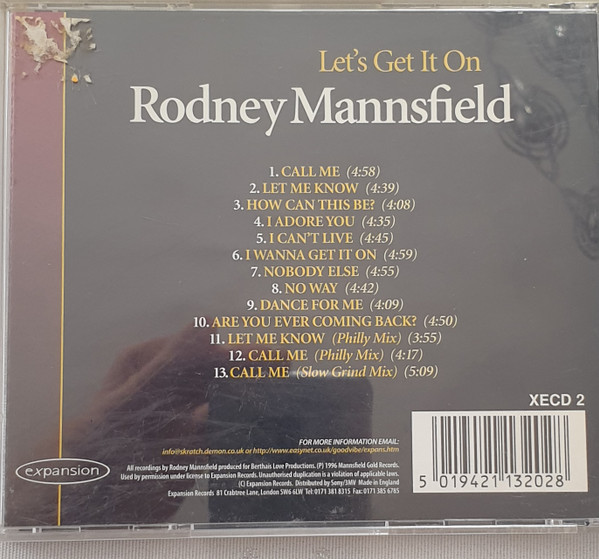 Let's Get It On
Rodney Mannsfield
1. CALL ME (4:58)
2. LET ME KNOW (4:39)
3. HOW CAN THIS BE? (4:08)
4. I ADORE YOU (4:35)
5. I CAN'T LIVE (4:45)
6. I WANNA GET IT ON (4:59)
7. NOBODY ELSE (4:55)
8. NO WAY (4:42)
9. DANCE FOR ME (4:09)
10. ARE YOU EVER COMING BACK? (4:50)
11. LET ME KNOW (Philly Mix) (3:55)
12. CALL ME (Philly Mix) (4:17)
13. CALL ME (Slow Grind Mix) (5:09)
XECD 2
FOR MORE INFORMATION EMAIL:
info@skratch.demon.co.uk or http://www.easynet.co.uk/goodvibe/expans.htm
expansion
All recordings by Rodney Mannsfield produced for Berthais Love Productions. (P) 1996 Mannsfield Gold Records.
Used by permission under license to Expansion Records. Unauthorised duplication is a violation of applicable laws.
(C) Expansion Records. Distributed by Sony/3MV Made in England
Expansion Records 81 Crabtree Lane, London SW6 6LW Tel: 0171 381 8315 Fax: 0171 385 6785
5 019421 132028